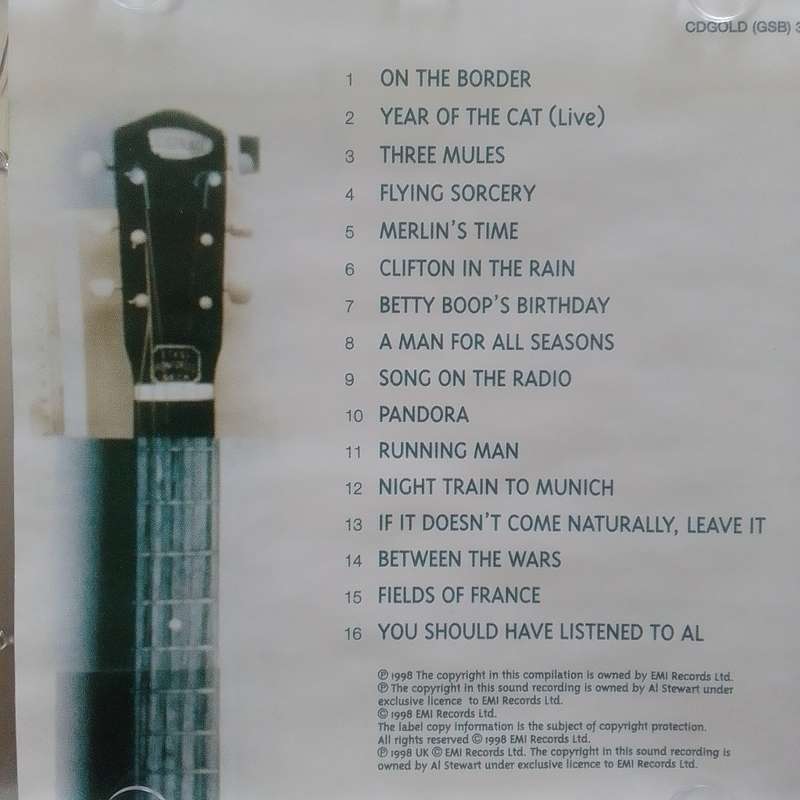 CDGOLD (GSB) 3
1 ON THE BORDER
2 YEAR OF THE CAT (Live)
3 THREE MULES
4 FLYING SORCERY
5 MERLIN'S TIME
6 CLIFTON IN THE RAIN
7 BETTY BOOP'S BIRTHDAY
8 A MAN FOR ALL SEASONS
9 SONG ON THE RADIO
10 PANDORA
11 RUNNING MAN
12 NIGHT TRAIN TO MUNICH
13 IF IT DOESN'T COME NATURALLY, LEAVE IT
14 BETWEEN THE WARS
15 FIELDS OF FRANCE
16 YOU SHOULD HAVE LISTENED TO AL
℗ 1998 The copyright in this compilation is owned by EMI Records Ltd.
℗ The copyright in this sound recording is owned by Al Stewart under
exclusive licence to EMI Records Ltd.
© 1998 EMI Records Ltd.
The label copy information is the subject of copyright protection.
All rights reserved © 1998 EMI Records Ltd.
℗ 1998 UK © EMI Records Ltd. The copyright in this sound recording is
owned by Al Stewart under exclusive licence to EMI Records Ltd.